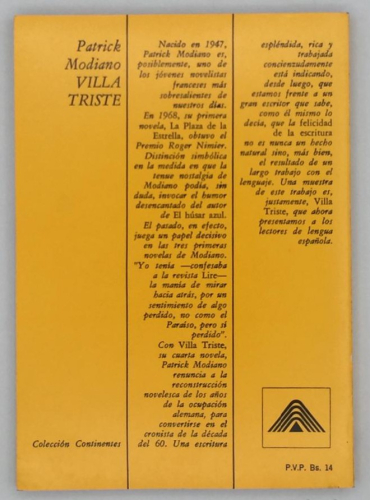 Patrick
Modiano
VILLA
TRISTE
Nacido en 1947,
Patrick Modiano es,
posiblemente, uno de
los jóvenes novelistas
franceses más
sobresalientes de
nuestros días.
En 1968, su primera
novela, La Plaza de la
Estrella, obtuvo el
Premio Roger Nimier.
Distinción simbólica
en la medida en que la
tenue nostalgia de
Modiano podía, sin
duda, invocar el humor
desencantado del autor
de El húsar azul.
El pasado, en efecto,
juega un papel decisivo
en las tres primeras
novelas de Modiano.
"Yo tenía —confesaba
a la revista Lire—
la manía de mirar
hacia atrás, por un
sentimiento de algo
perdido, no como el
Paraíso, pero sí
perdido".
Con Villa Triste,
su cuarta novela,
Patrick Modiano
renuncia a la
reconstrucción
novelesca de los años
de la ocupación
alemana, para
convertirse en el
cronista de la década
del 60. Una escritura
espléndida, rica y
trabajada
concienzudamente
está indicando,
desde luego, que
estamos frente a un
gran escritor que sabe,
como él mismo lo
decía, que la felicidad
de la escritura
no es nunca un hecho
natural sino, más bien,
el resultado de un
largo trabajo con el
lenguaje. Una muestra
de este trabajo es,
justamente, Villa
Triste, que ahora
presentamos a los
lectores de lengua
española.
Colección Continentes
P.V.P. Bs. 14